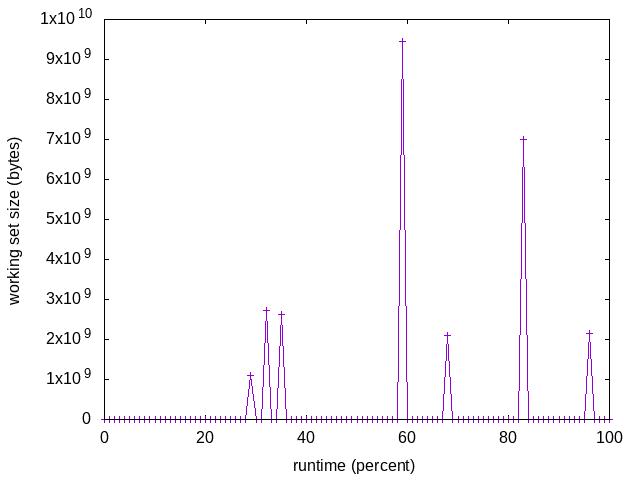 1x10^10
9x10^9
8x10^9
7x10^9
6x10^9
5x10^9
4x10^9
3x10^9
2x10^9
1x10^9
0
working set size (bytes)
0 20 40 60 80 100
runtime (percent)